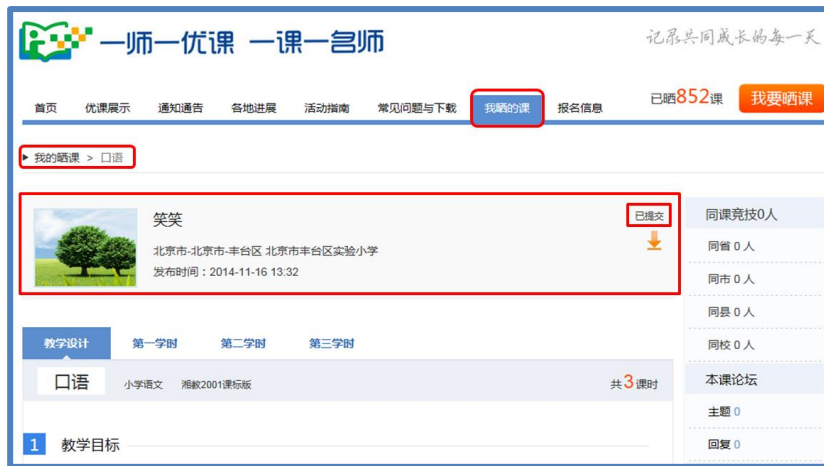 一师一优课 一课一名师
记录共同成长的每一天
首页 优课展示 通知通告 各地进展 活动指南 常见问题与下载 我晒的课 报名信息
已晒852课 我要晒课
我的晒课 > 口语
笑笑
已提交
北京市-北京市-丰台区 北京市丰台区实验小学
发布时间：2014-11-16 13:32
教学设计 第一学时 第二学时 第三学时
口语 小学语文 湘教2001课标版 共3课时
1 教学目标
同课竞技0人
同省 0 人
同市 0 人
同县 0 人
同校 0 人
本课论坛
主题 0
回复 0